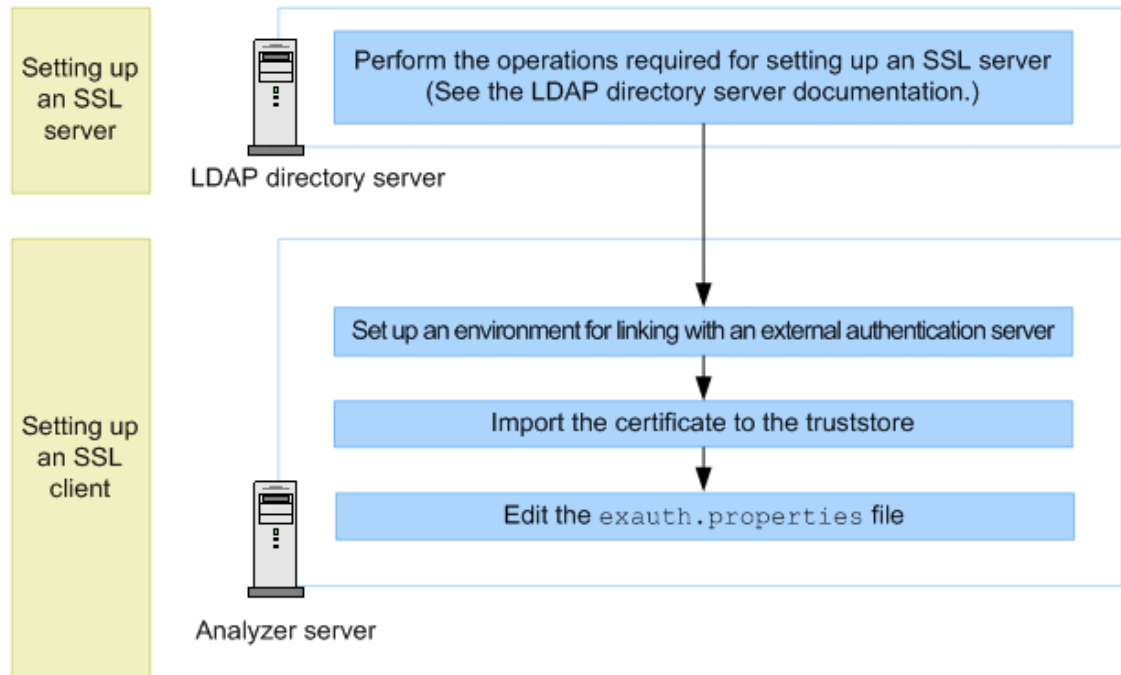 Setting up
an SSL
server
Perform the operations required for setting up an SSL server
(See the LDAP directory server documentation.)
LDAP directory server
Setting up
an SSL
client
Set up an environment for linking with an external authentication server
Import the certificate to the truststore
Edit the exauth.properties file
Analyzer server